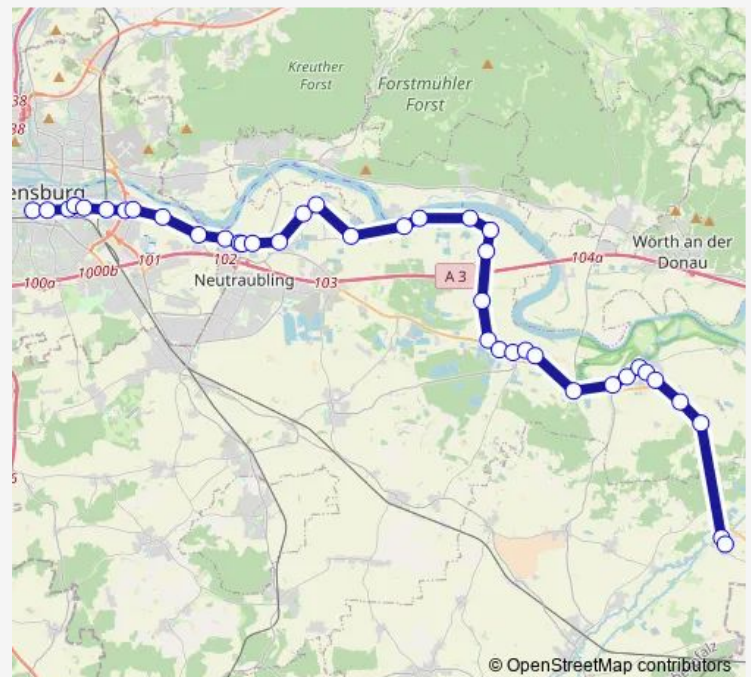 Kreuther
Forst
Forstmühler
Forst
38
38
ensburg
Wörth an der
Donau
104a
101
102
100a
1000b
Neutraubling
103
A 3
6
© OpenStreetMap contributors